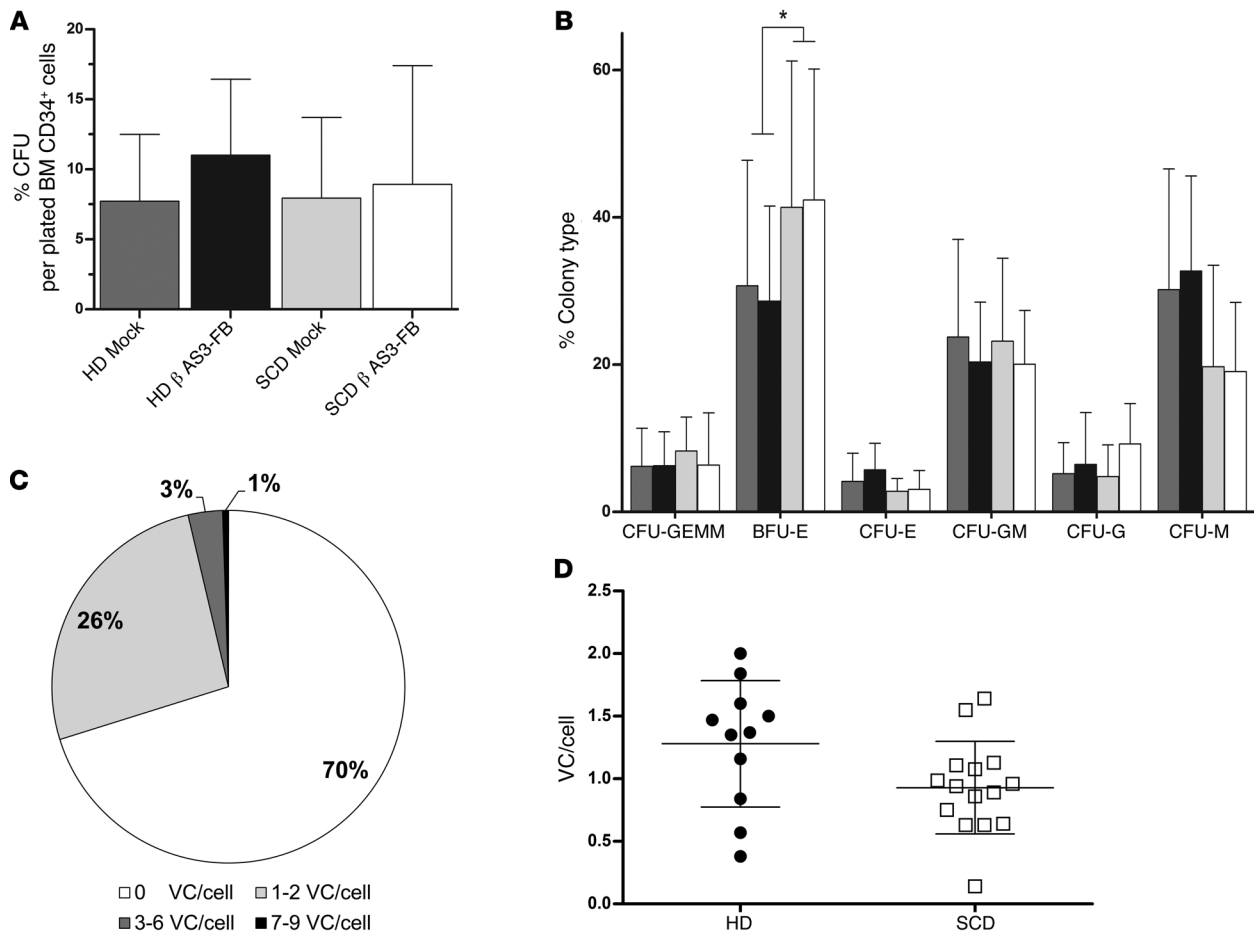 A
% CFU
per plated BM CD34+ cells
20
15
10
5
0
HD Mock
HD β AS3-FB
SCD Mock
SCD β AS3-FB
B
% Colony type
60
40
20
0
*
CFU-GEMM
BFU-E
CFU-E
CFU-GM
CFU-G
CFU-M
C
3%
1%
26%
70%
0 VC/cell
1-2 VC/cell
3-6 VC/cell
7-9 VC/cell
D
VC/cell
2.5
2.0
1.5
1.0
0.5
0.0
HD
SCD